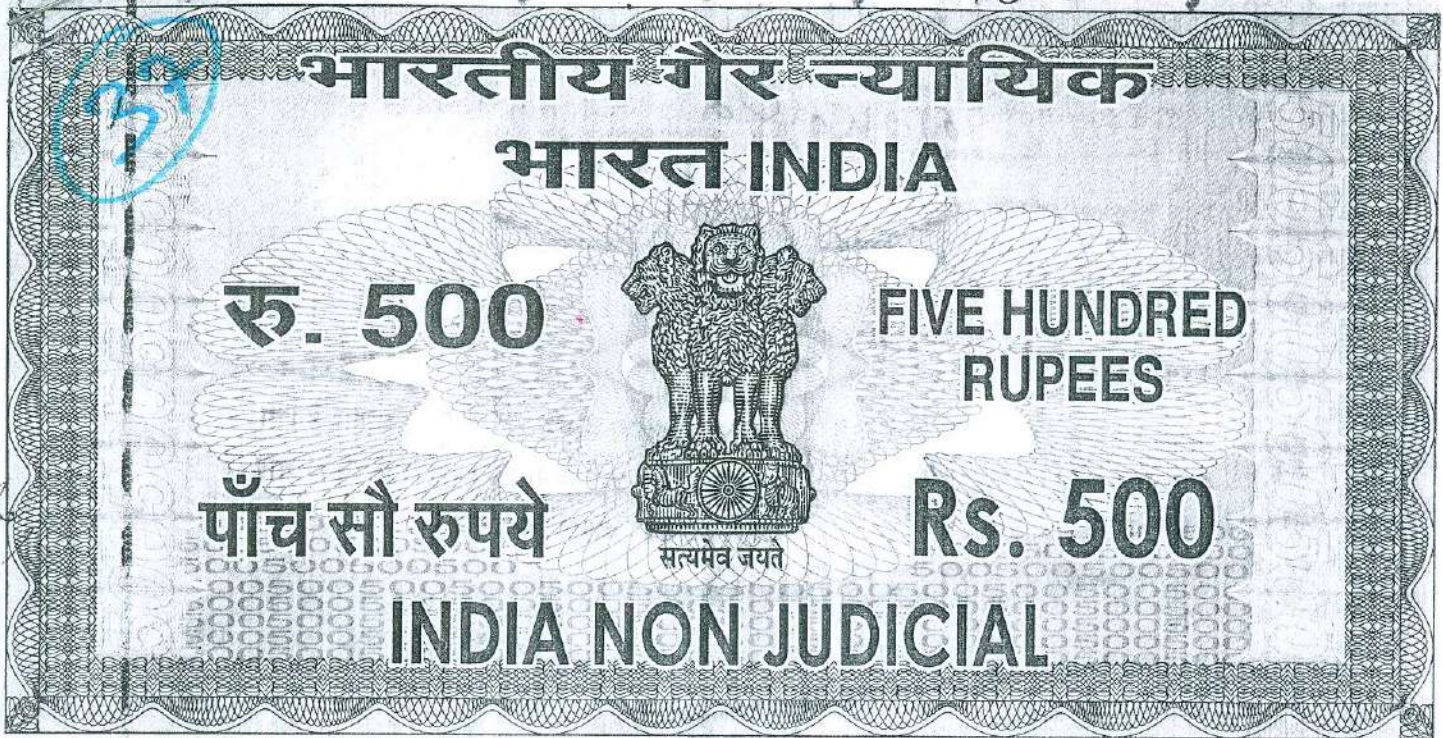 भारतीय गैर न्यायिक
भारत INDIA
रु. 500
FIVE HUNDRED
RUPEES
पाँच सौ रुपये
Rs. 500
सत्यमेव जयते
INDIA NON JUDICIAL